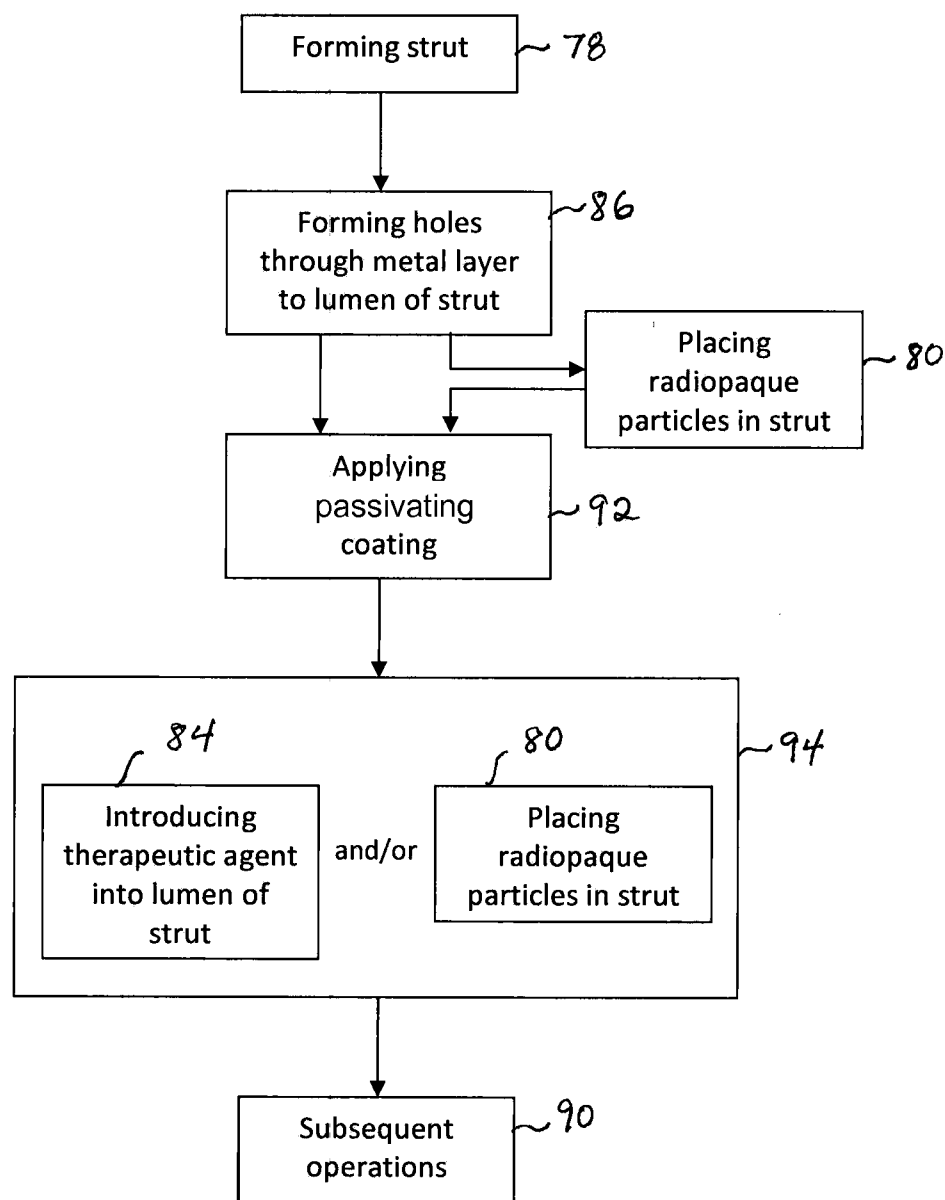 Forming strut
78
Forming holes
through metal layer
to lumen of strut
86
Placing
radiopaque
particles in strut
80
Applying
passivating
coating
92
94
84
Introducing
therapeutic agent
into lumen of
strut
and/or
80
Placing
radiopaque
particles in strut
Subsequent
operations
90